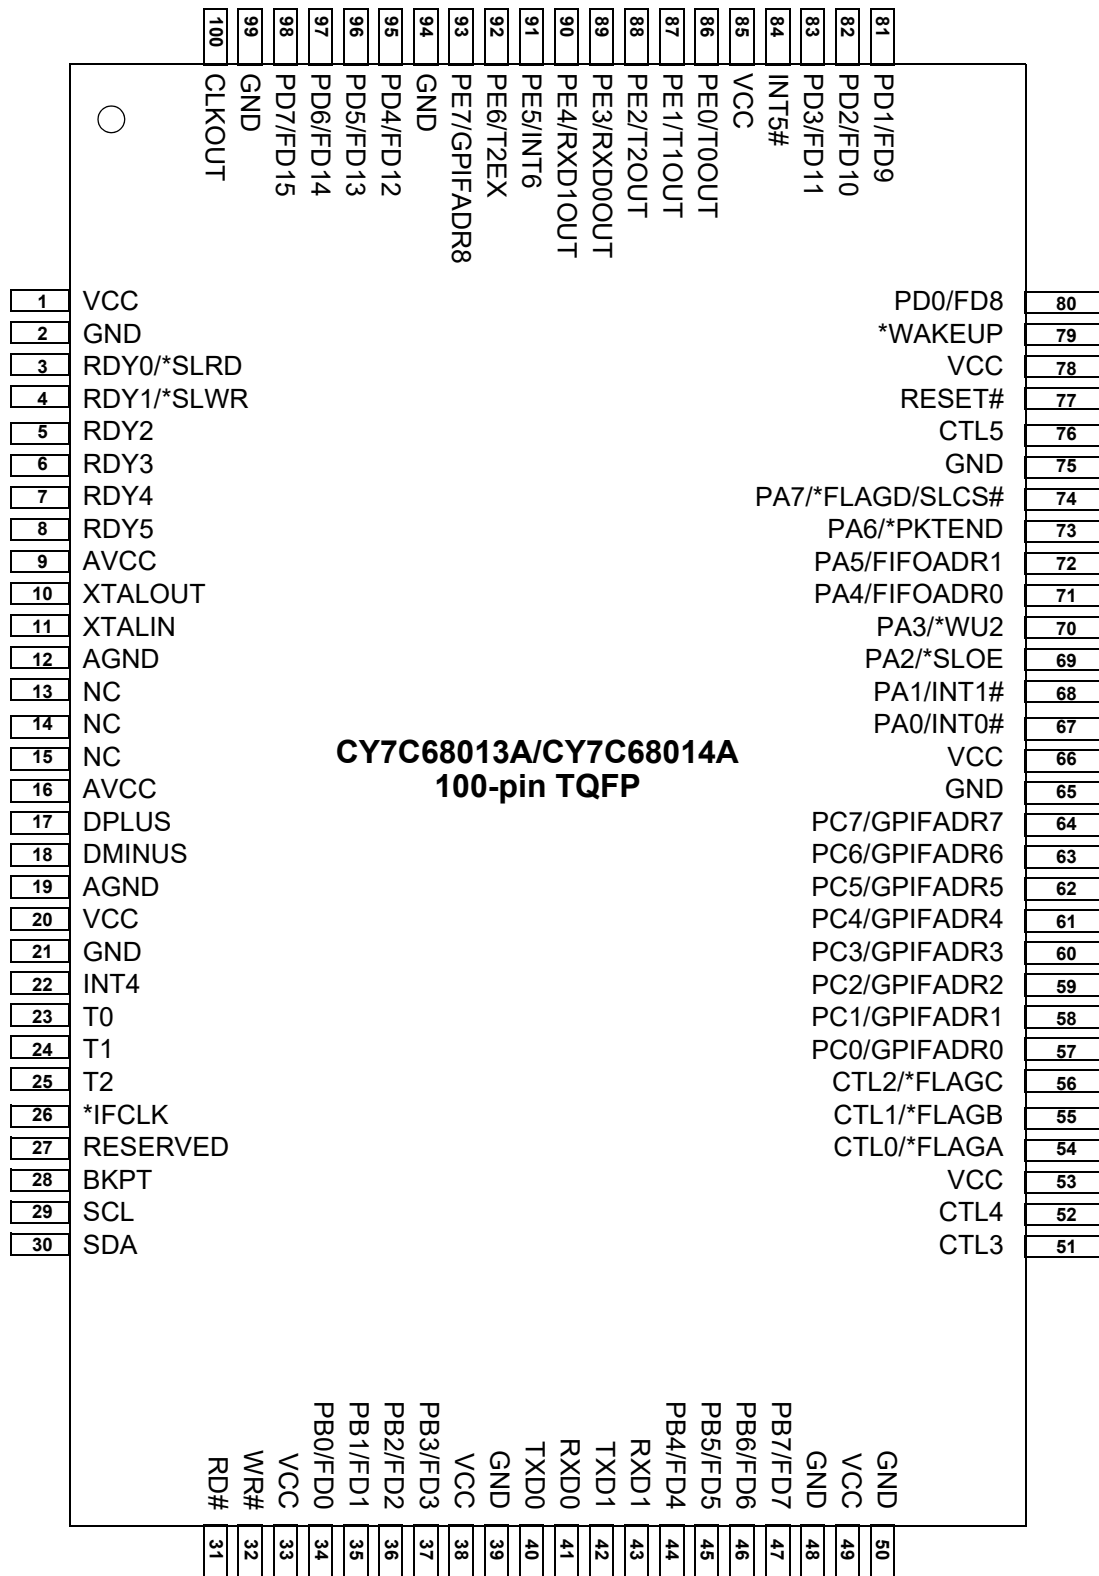 100 99 98 97 96 95 94 93 92 91 90 89 88 87 86 85 84 83 82 81
CLKOUT
GND
PD7/FD15
PD6/FD14
PD5/FD13
PD4/FD12
GND
PE7/GPIFADR8
PE6/T2EX
PE5/INT6
PE4/RXD1OUT
PE3/RXD0OUT
PE2/T2OUT
PE1/T1OUT
PE0/T0OUT
VCC
INT5#
PD3/FD11
PD2/FD10
PD1/FD9
1 VCC
2 GND
3 RDY0/*SLRD
4 RDY1/*SLWR
5 RDY2
6 RDY3
7 RDY4
8 RDY5
9 AVCC
10 XTALOUT
11 XTALIN
12 AGND
13 NC
14 NC
15 NC
16 AVCC
17 DPLUS
18 DMINUS
19 AGND
20 VCC
21 GND
22 INT4
23 T0
24 T1
25 T2
26 *IFCLK
27 RESERVED
28 BKPT
29 SCL
30 SDA
CY7C68013A/CY7C68014A
100-pin TQFP
PD0/FD8 80
*WAKEUP 79
VCC 78
RESET# 77
CTL5 76
GND 75
PA7/*FLAGD/SLCS# 74
PA6/*PKTEND 73
PA5/FIFOADR1 72
PA4/FIFOADR0 71
PA3/*WU2 70
PA2/*SLOE 69
PA1/INT1# 68
PA0/INT0# 67
VCC 66
GND 65
PC7/GPIFADR7 64
PC6/GPIFADR6 63
PC5/GPIFADR5 62
PC4/GPIFADR4 61
PC3/GPIFADR3 60
PC2/GPIFADR2 59
PC1/GPIFADR1 58
PC0/GPIFADR0 57
CTL2/*FLAGC 56
CTL1/*FLAGB 55
CTL0/*FLAGA 54
VCC 53
CTL4 52
CTL3 51
RD#
WR#
VCC
PB0/FD0
PB1/FD1
PB2/FD2
PB3/FD3
VCC
GND
TXD0
RXD0
TXD1
RXD1
PB4/FD4
PB5/FD5
PB6/FD6
PB7/FD7
GND
VCC
GND
31 32 33 34 35 36 37 38 39 40 41 42 43 44 45 46 47 48 49 50